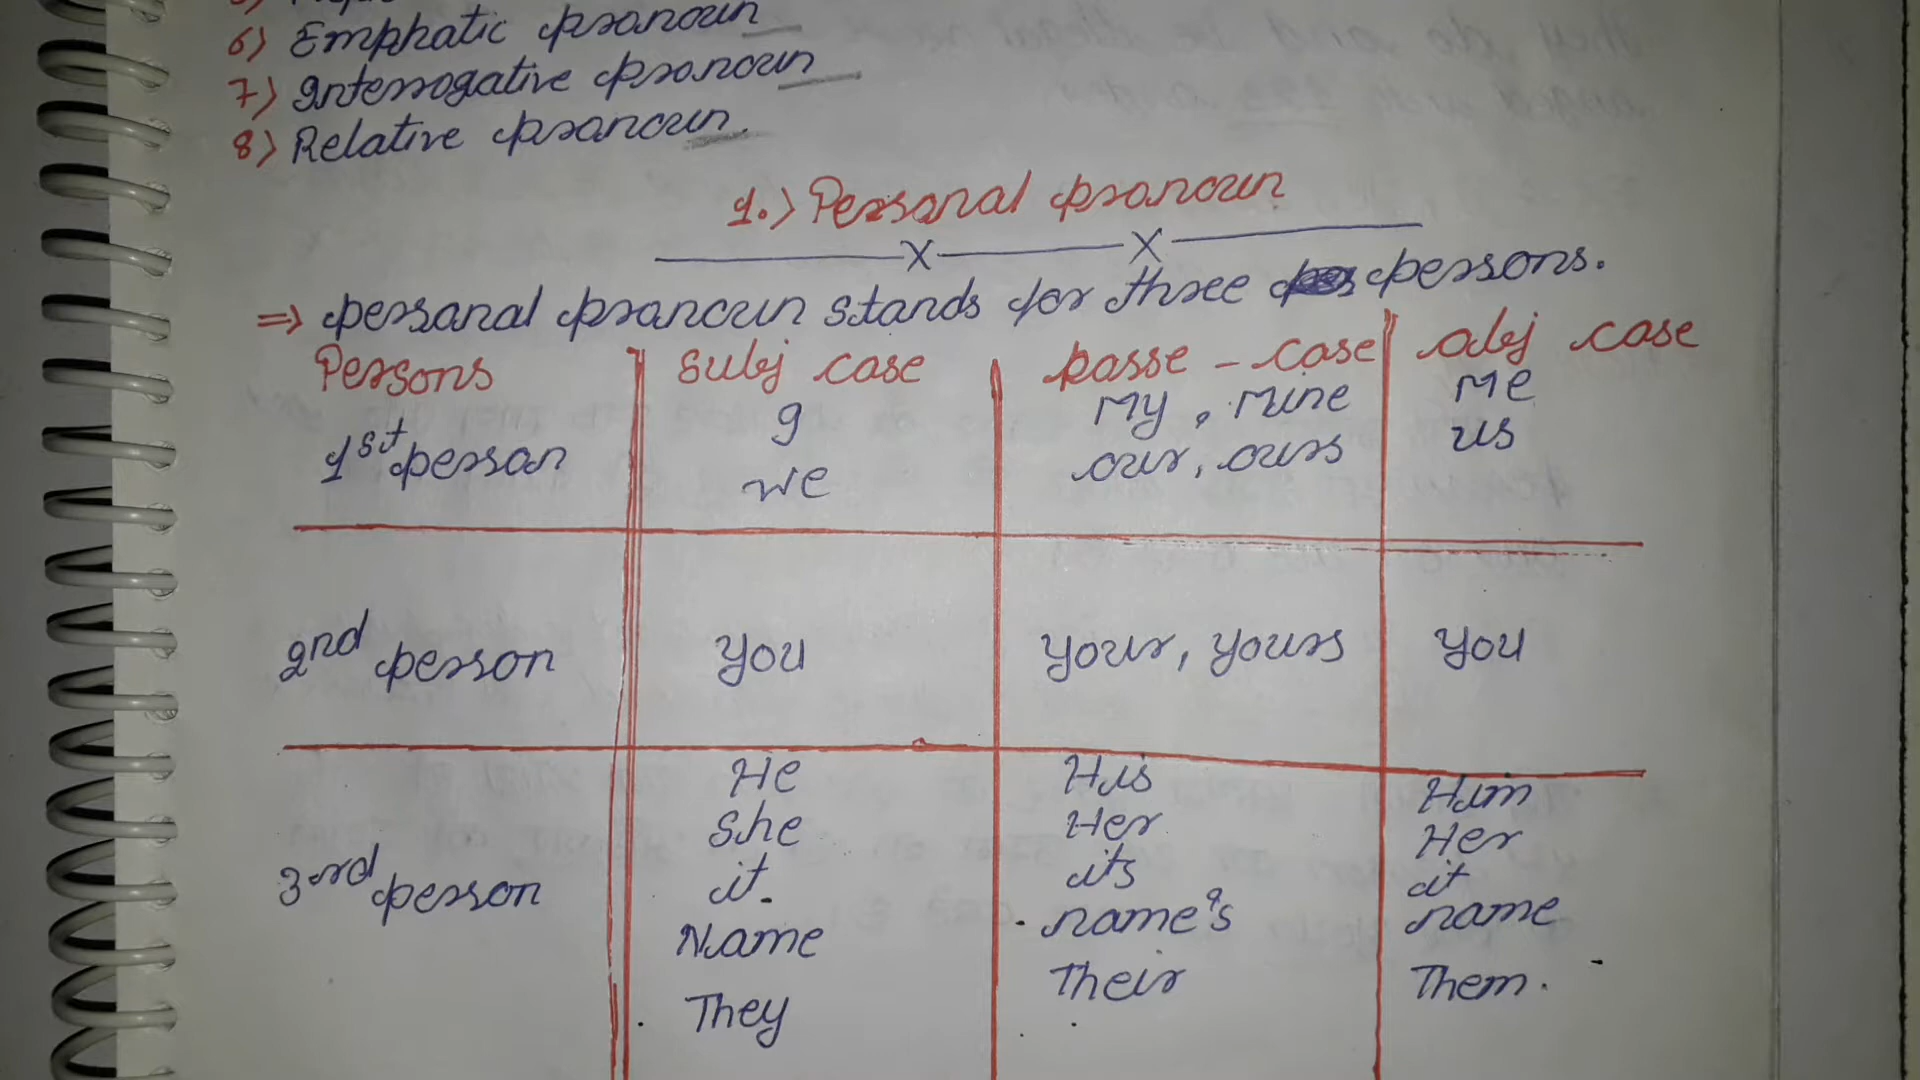 6) Emphatic pronoun
7) Interrogative pronoun
8) Relative pronoun.
1.) Personal pronoun
X X
⇒ personal pronoun stands for three persons.
Persons subj case posse - case obj case
1st person I we My, Mine our, ours Me us
2nd person you your, yours you
3rd person He His Him
She Her Her
it. its it
Name name's name
They Their Them.